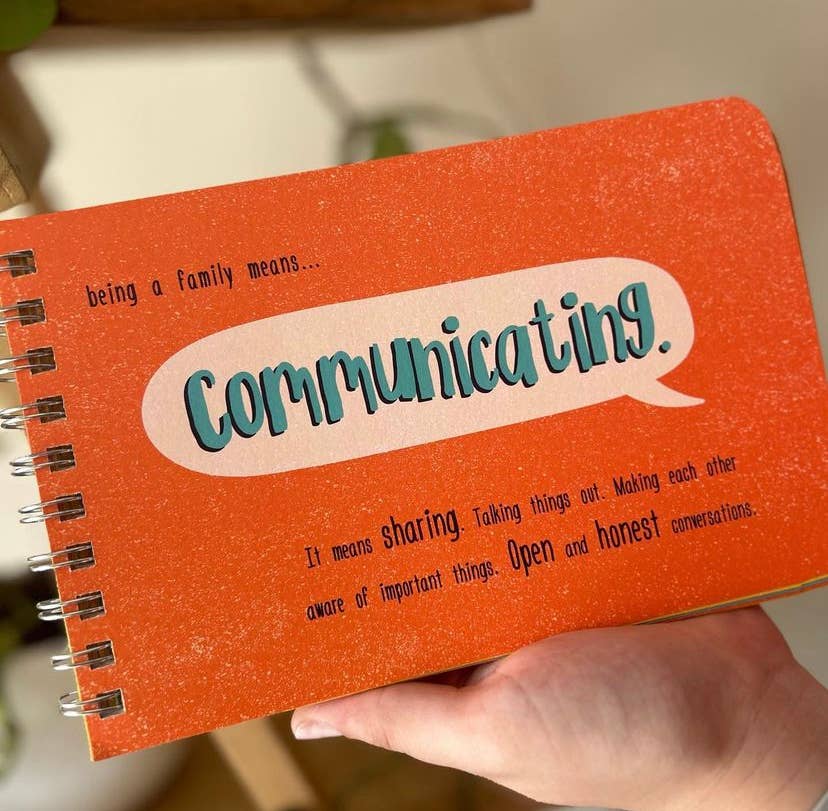 being a family means...
Communicating.
It means sharing. Talking things out. Making each other
aware of important things. Open and honest conversations.